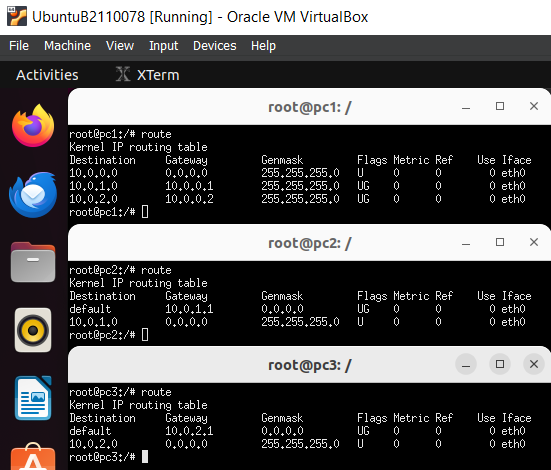 UbuntuB2110078 [Running] - Oracle VM VirtualBox
File Machine View Input Devices Help
Activities XTerm
root@pc1: /
root@pc1:/# route
Kernel IP routing table
Destination Gateway Genmask Flags Metric Ref Use Iface
10.0.0.0 0.0.0.0 255.255.255.0 U 0 0 0 eth0
10.0.1.0 10.0.0.1 255.255.255.0 UG 0 0 0 eth0
10.0.2.0 10.0.0.2 255.255.255.0 UG 0 0 0 eth0
root@pc1:/#
root@pc2: /
root@pc2:/# route
Kernel IP routing table
Destination Gateway Genmask Flags Metric Ref Use Iface
default 10.0.1.1 0.0.0.0 UG 0 0 0 eth0
10.0.1.0 0.0.0.0 255.255.255.0 U 0 0 0 eth0
root@pc2:/#
root@pc3: /
root@pc3:/# route
Kernel IP routing table
Destination Gateway Genmask Flags Metric Ref Use Iface
default 10.0.2.1 0.0.0.0 UG 0 0 0 eth0
10.0.2.0 0.0.0.0 255.255.255.0 U 0 0 0 eth0
root@pc3:/#